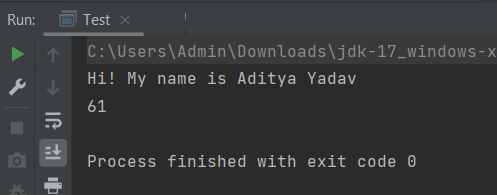 Run: Test
C:\Users\Admin\Downloads\jdk-17_windows-x
Hi! My name is Aditya Yadav
61
Process finished with exit code 0